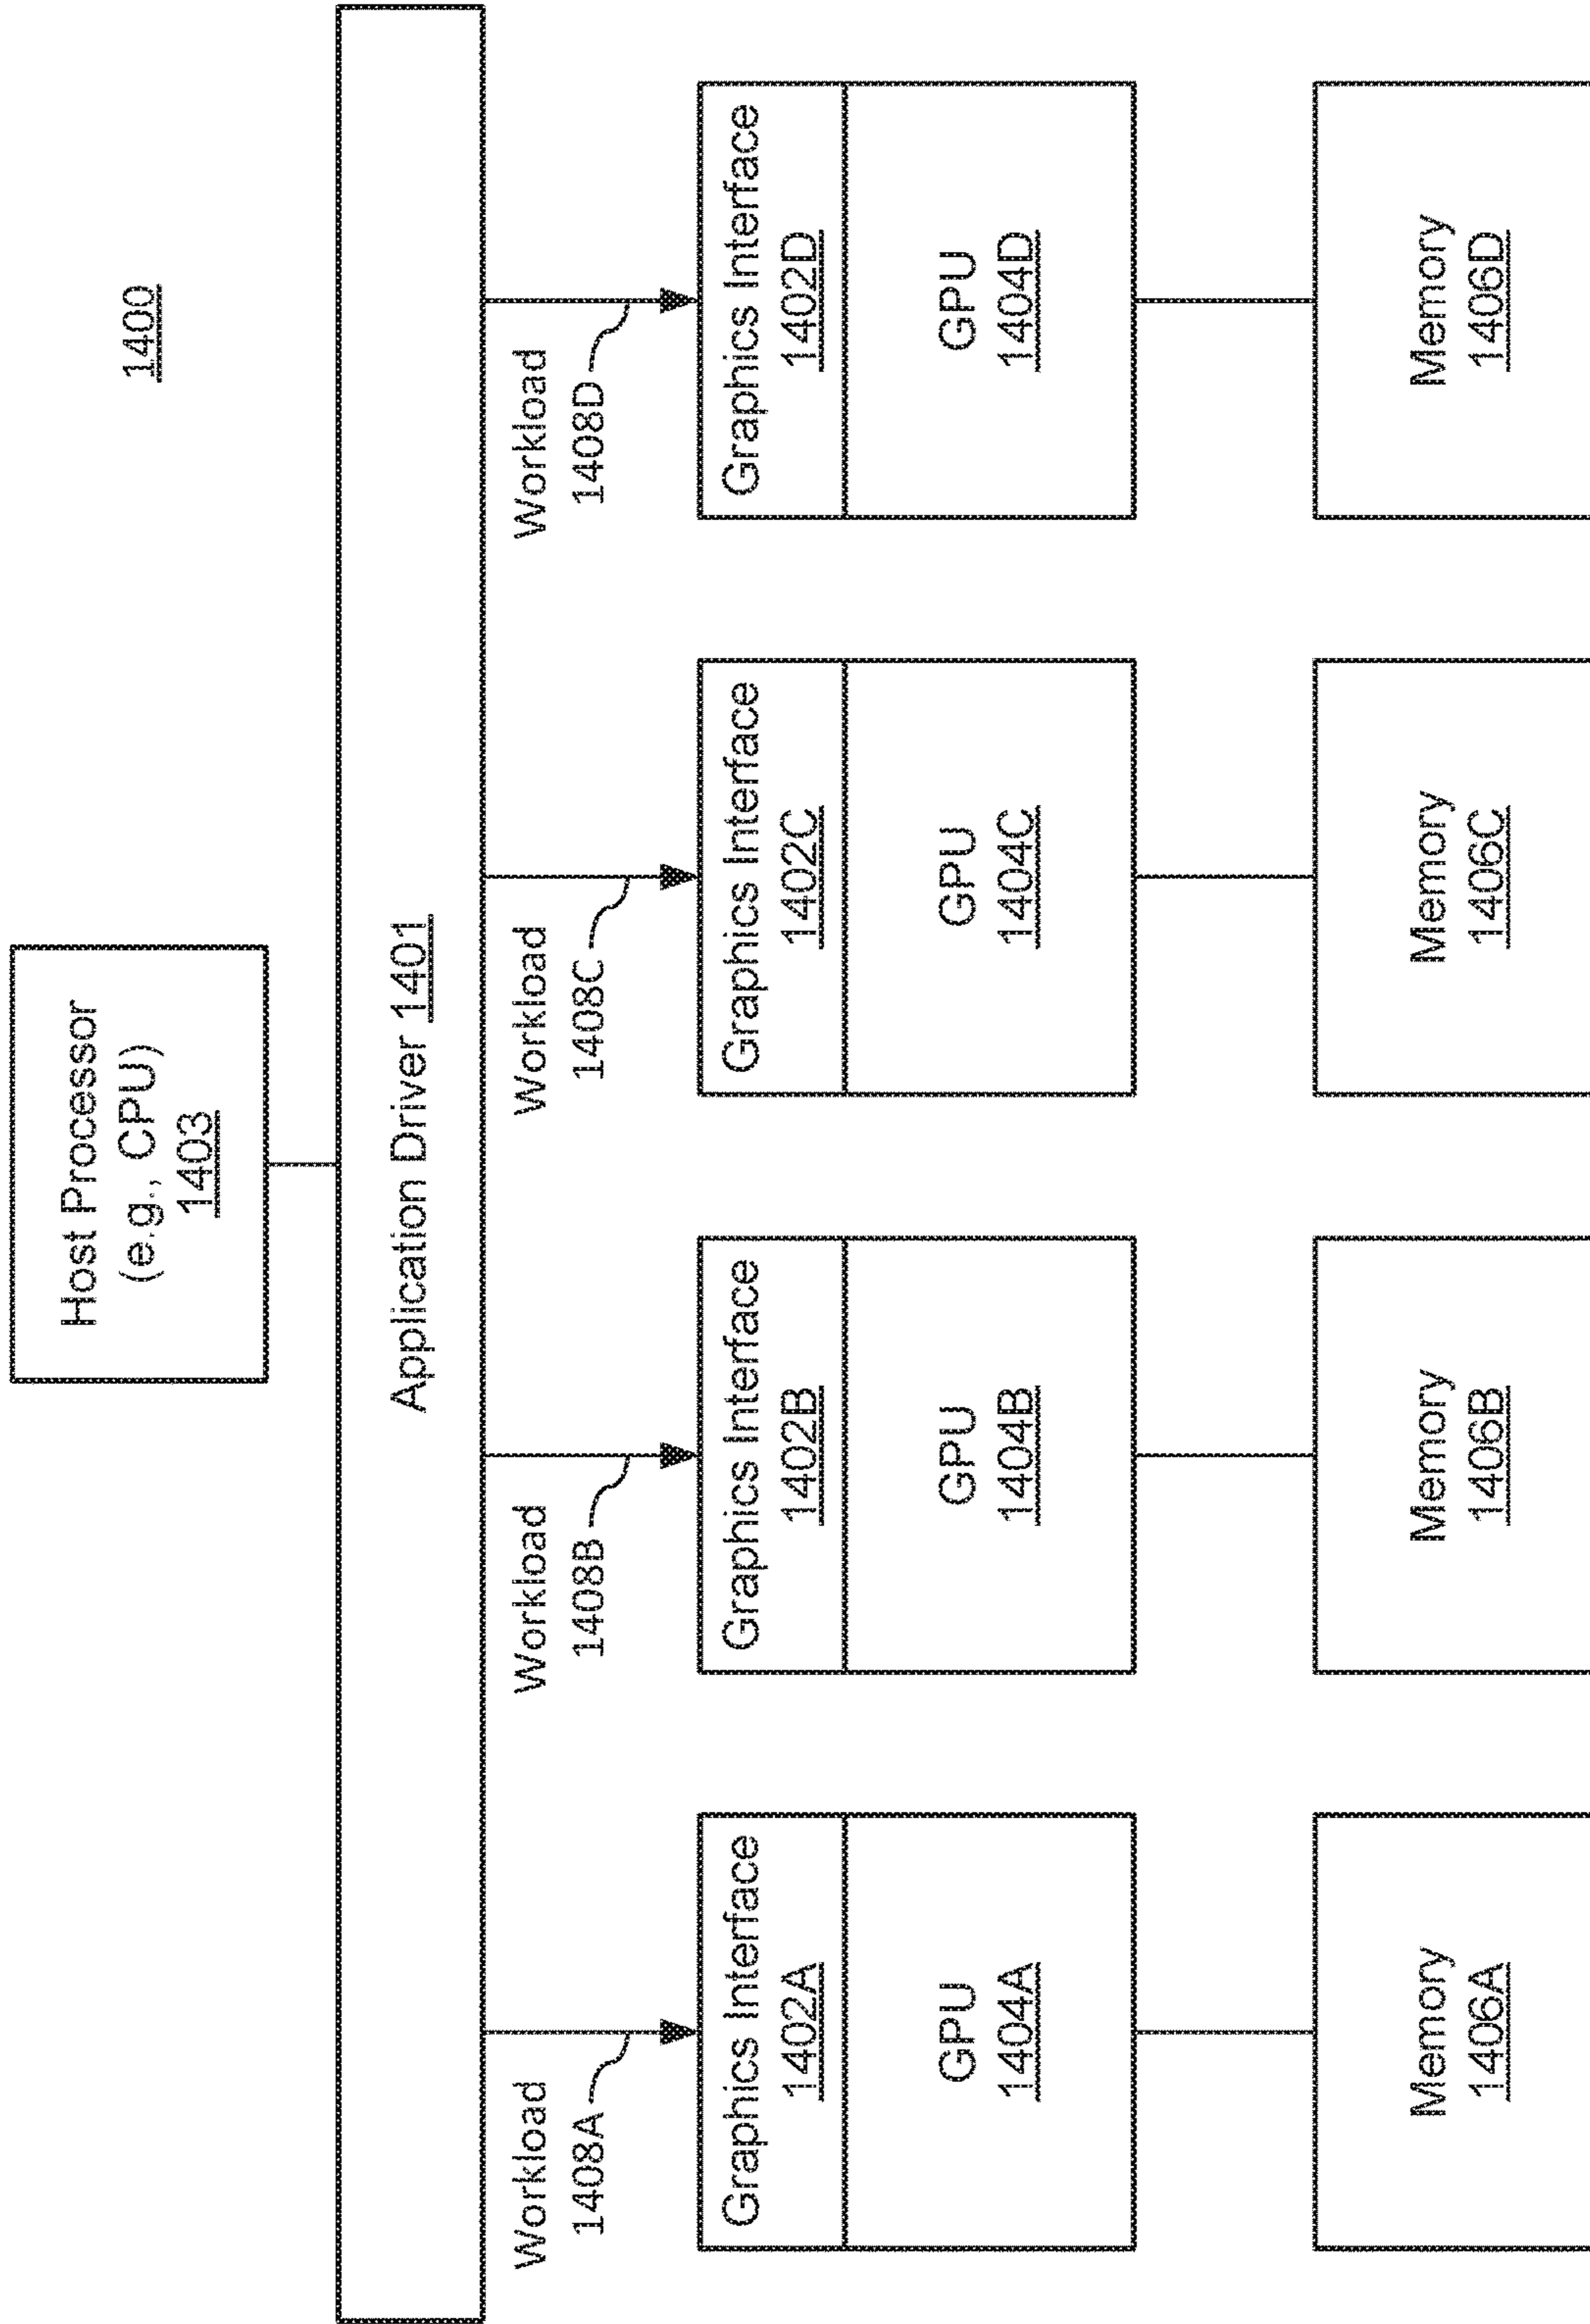 1400
Host Processor
(e.g., CPU)
1403
Application Driver 1401
Workload
1408A
Workload
1408B
Workload
1408C
Workload
1408D
Graphics Interface
1402A
Graphics Interface
1402B
Graphics Interface
1402C
Graphics Interface
1402D
GPU
1404A
GPU
1404B
GPU
1404C
GPU
1404D
Memory
1406A
Memory
1406B
Memory
1406C
Memory
1406D